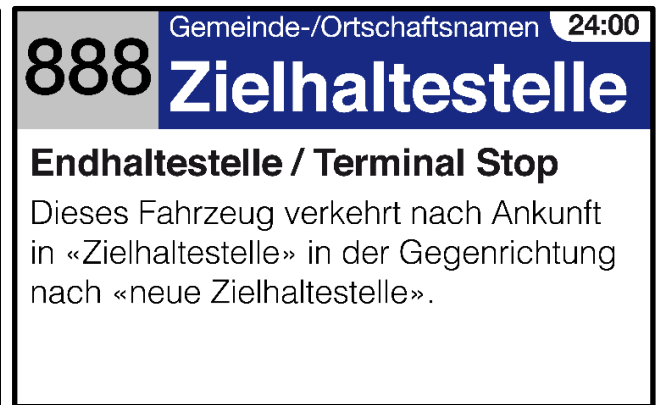 888
Gemeinde-/Ortschaftsnamen 24:00
Zielhaltestelle
Endhaltestelle / Terminal Stop
Dieses Fahrzeug verkehrt nach Ankunft
in «Zielhaltestelle» in der Gegenrichtung
nach «neue Zielhaltestelle».